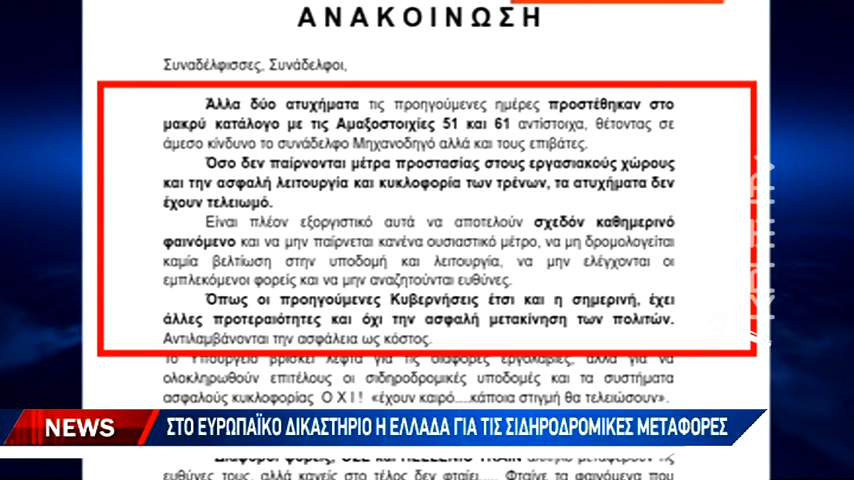 ΑΝΑΚΟΙΝΩΣΗ
Συναδέλφισσες, Συνάδελφοι,
Άλλα δύο ατυχήματα τις προηγούμενες ημέρες προστέθηκαν στο
μακρύ κατάλογο με τις Αμαξοστοιχίες 51 και 61 αντίστοιχα, θέτοντας σε
άμεσο κίνδυνο το συνάδελφο Μηχανοδηγό αλλά και τους επιβάτες.
Όσο δεν παίρνονται μέτρα προστασίας στους εργασιακούς χώρους
και την ασφαλή λειτουργία και κυκλοφορία των τρένων, τα ατυχήματα δεν
έχουν τελειωμό.
Είναι πλέον εξοργιστικό αυτά να αποτελούν σχεδόν καθημερινό
φαινόμενο και να μην παίρνεται κανένα ουσιαστικό μέτρο, να μη δρομολογείται
καμία βελτίωση στην υποδομή και λειτουργία, να μην ελέγχονται οι
εμπλεκόμενοι φορείς και να μην αναζητούνται ευθύνες.
Όπως οι προηγούμενες Κυβερνήσεις έτσι και η σημερινή, έχει
άλλες προτεραιότητες και όχι την ασφαλή μετακίνηση των πολιτών.
Αντιλαμβάνονται την ασφάλεια ως κόστος.
Το Υπουργείο βρίσκει λεφτά για τις διάφορες εργολαβίες, αλλά για να
ολοκληρωθούν επιτέλους οι σιδηροδρομικές υποδομές και τα συστήματα
ασφαλούς κυκλοφορίας Ο Χ Ι ! «έχουν καιρό....κάποια στιγμή θα τελειώσουν».
NEWS
ΣΤΟ ΕΥΡΩΠΑΪΚΟ ΔΙΚΑΣΤΗΡΙΟ Η ΕΛΛΑΔΑ ΓΙΑ ΤΙΣ ΣΙΔΗΡΟΔΡΟΜΙΚΕΣ ΜΕΤΑΦΟΡΕΣ
Διάφοροι φορείς, ΟΣΕ και HELLENIC TRAIN μεταφέρουν τις
ευθύνες τους, αλλά κανείς στο τέλος δεν φταίει..... Φταίνε τα φαινόμενα που